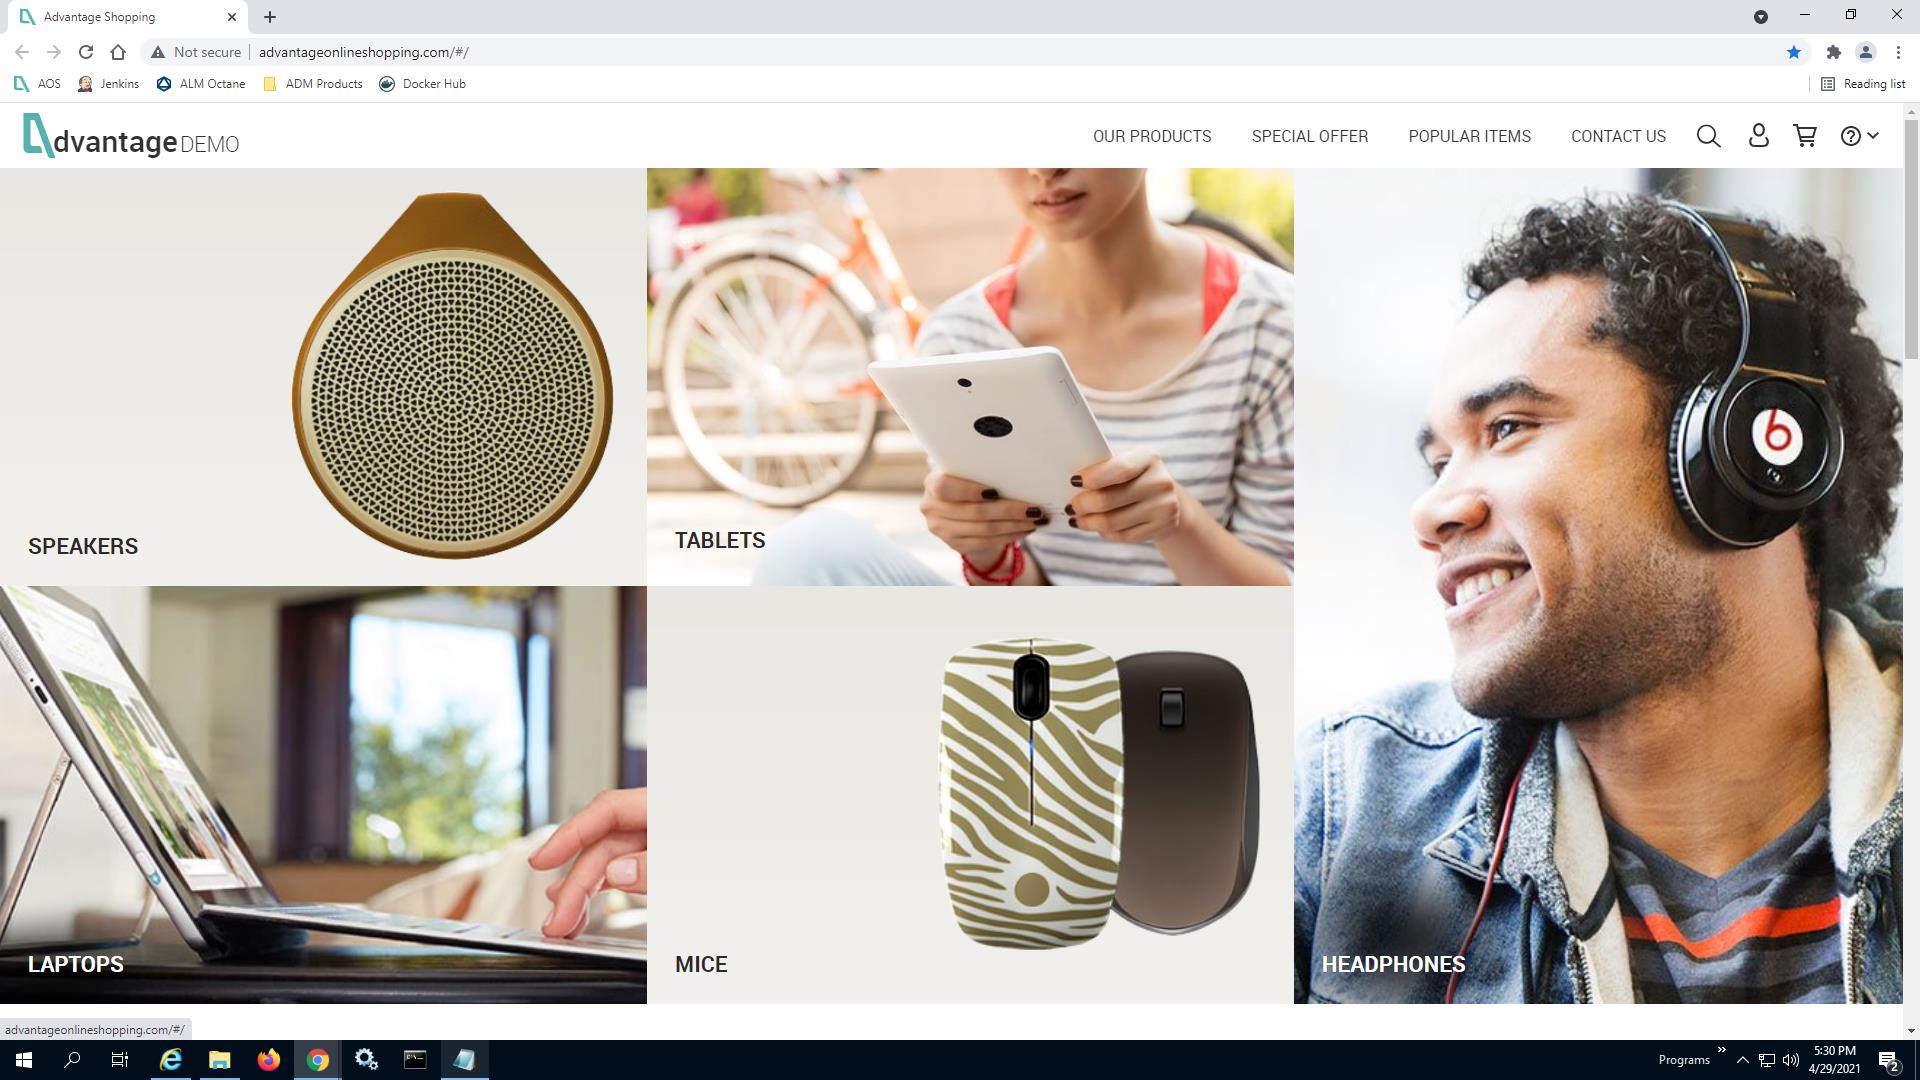 Advantage Shopping
Not secure advantageonlineshopping.com/#/
AOS Jenkins ALM Octane ADM Products Docker Hub Reading list
dvantage DEMO OUR PRODUCTS SPECIAL OFFER POPULAR ITEMS CONTACT US
SPEAKERS
TABLETS
LAPTOPS
MICE
HEADPHONES
advantageonlineshopping.com/#/
Programs
5:30 PM
4/29/2021
2